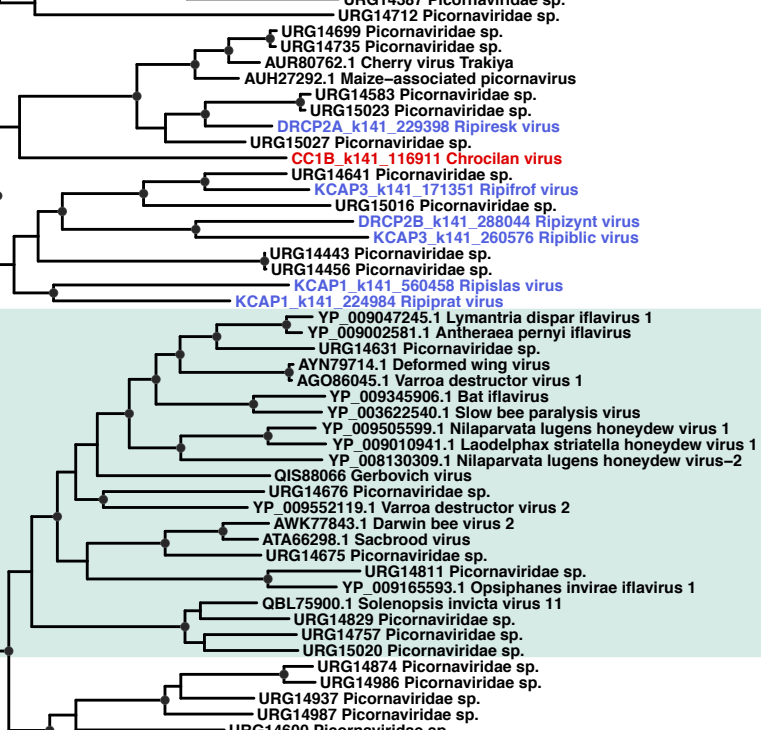 URG14387 Picornaviridae sp.
URG14712 Picornaviridae sp.
URG14699 Picornaviridae sp.
URG14735 Picornaviridae sp.
AUR80762.1 Cherry virus Trakiya
AUH27292.1 Maize−associated picornavirus
URG14583 Picornaviridae sp.
URG15023 Picornaviridae sp.
DRCP2A_k141_229398 Ripiresk virus
URG15027 Picornaviridae sp.
CC1B_k141_116911 Chrocilan virus
URG14641 Picornaviridae sp.
KCAP3_k141_171351 Ripifrof virus
URG15016 Picornaviridae sp.
DRCP2B_k141_288044 Ripizynt virus
KCAP3_k141_260576 Ripiblic virus
URG14443 Picornaviridae sp.
URG14456 Picornaviridae sp.
KCAP1_k141_560458 Ripislas virus
KCAP1_k141_224984 Ripiprat virus
YP_009047245.1 Lymantria dispar iflavirus 1
YP_009002581.1 Antheraea pernyi iflavirus
URG14631 Picornaviridae sp.
AYN79714.1 Deformed wing virus
AGO86045.1 Varroa destructor virus 1
YP_009345906.1 Bat iflavirus
YP_003622540.1 Slow bee paralysis virus
YP_009505599.1 Nilaparvata lugens honeydew virus 1
YP_009010941.1 Laodelphax striatella honeydew virus 1
YP_008130309.1 Nilaparvata lugens honeydew virus−2
QIS88066 Gerbovich virus
URG14676 Picornaviridae sp.
YP_009552119.1 Varroa destructor virus 2
AWK77843.1 Darwin bee virus 2
ATA66298.1 Sacbrood virus
URG14675 Picornaviridae sp.
URG14811 Picornaviridae sp.
YP_009165593.1 Opsiphanes invirae iflavirus 1
QBL75900.1 Solenopsis invicta virus 11
URG14829 Picornaviridae sp.
URG14757 Picornaviridae sp.
URG15020 Picornaviridae sp.
URG14874 Picornaviridae sp.
URG14986 Picornaviridae sp.
URG14937 Picornaviridae sp.
URG14987 Picornaviridae sp.
Picornaviridae sp.